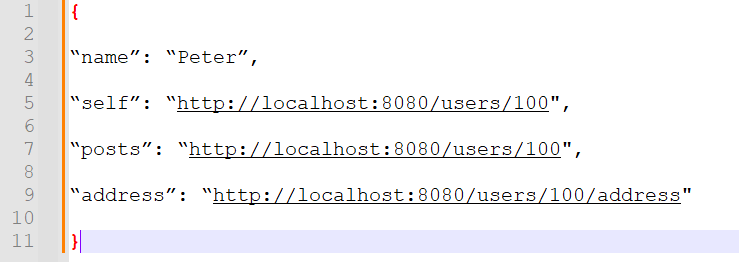 1 {
2
3 “name”: “Peter”,
4
5 “self”: “http://localhost:8080/users/100",
6
7 “posts”: “http://localhost:8080/users/100",
8
9 “address”: “http://localhost:8080/users/100/address"
10
11 }